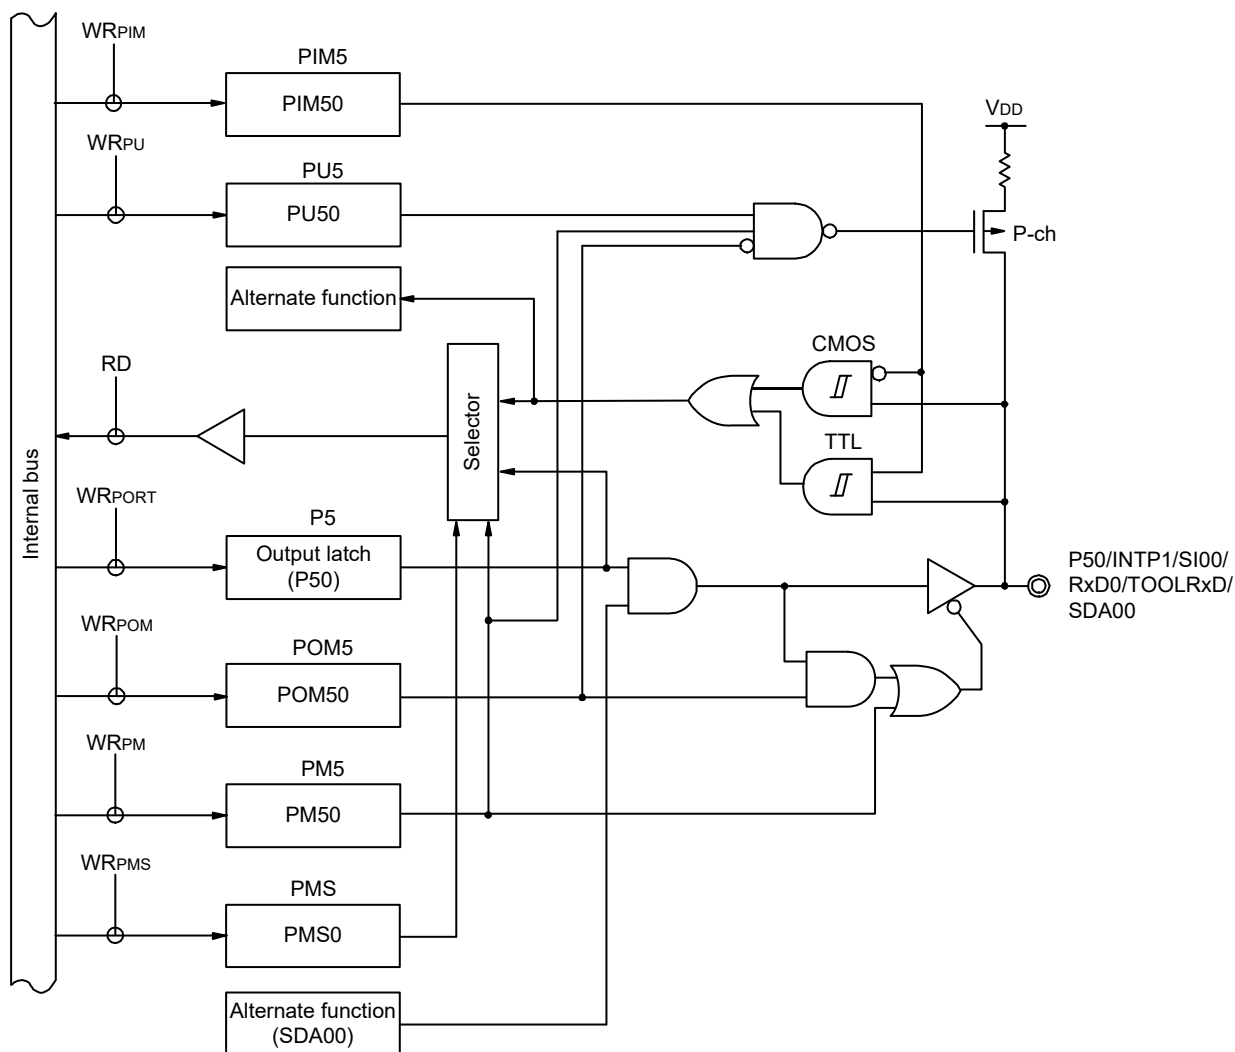 WRPIM
PIM5
PIM50
VDD
WRPU
PU5
PU50
P-ch
Alternate function
RD
CMOS
Selector
TTL
Internal bus
WRPORT
P5
Output latch
(P50)
P50/INTP1/SI00/
RxD0/TOOLRxD/
SDA00
WRPOM
POM5
POM50
WRPM
PM5
PM50
WRPMS
PMS
PMS0
Alternate function
(SDA00)